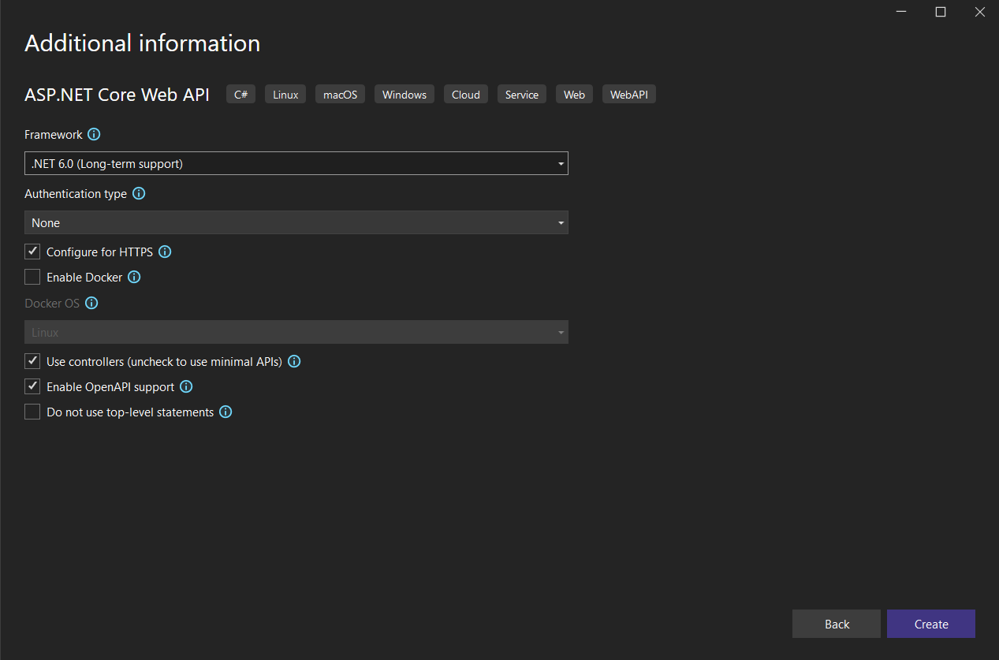 Additional information
ASP.NET Core Web API C# Linux macOS Windows Cloud Service Web WebAPI
Framework
.NET 6.0 (Long-term support)
Authentication type
None
Configure for HTTPS
Enable Docker
Docker OS
Linux
Use controllers (uncheck to use minimal APIs)
Enable OpenAPI support
Do not use top-level statements
Back Create